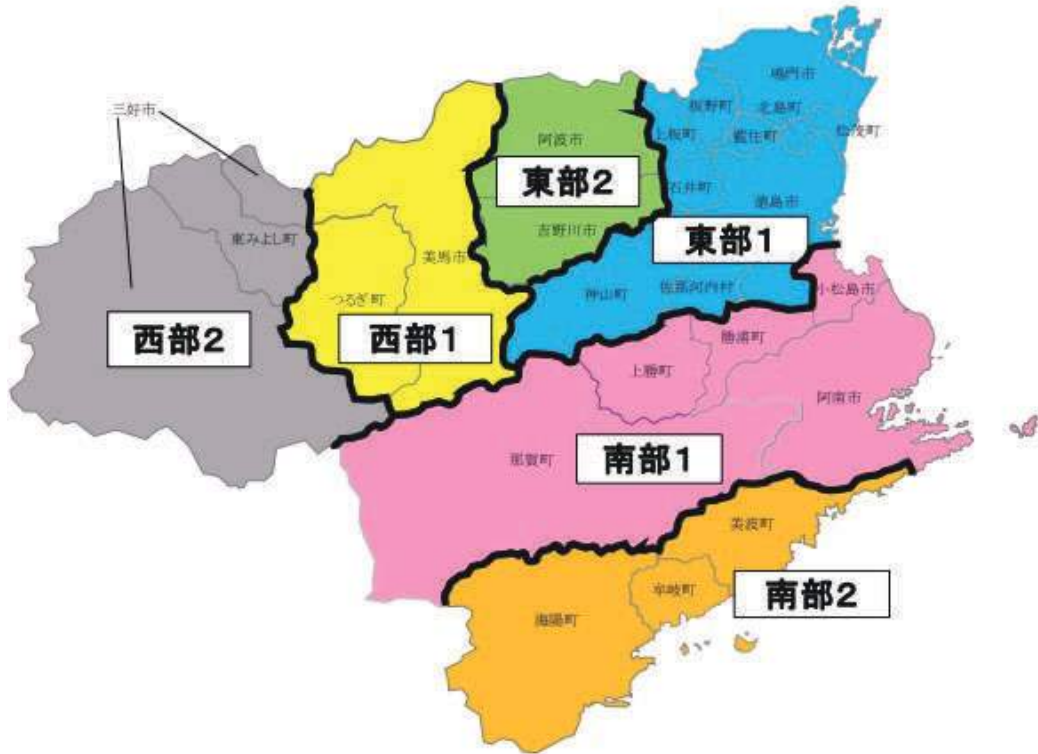 鳴門市
板野町
北島町
松茂町
上板町
藍住町
三好市
阿波市
東部2
石井町
徳島市
吉野川市
東部1
東みよし町
美馬市
つるぎ町
神山町
佐那河内村
小松島市
西部2
西部1
勝浦町
上勝町
阿南市
那賀町
南部1
美波町
牟岐町
南部2
海陽町